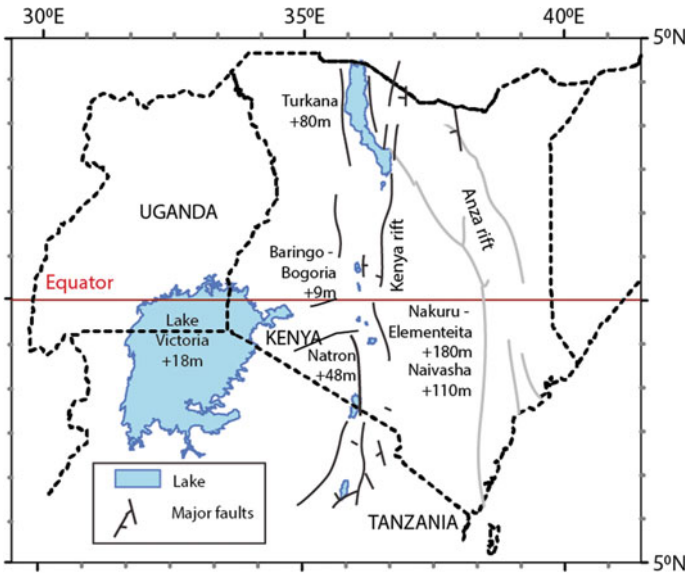 30ºE
35ºE
40ºE
5ºN
Turkana
+80m
UGANDA
Anza rift
Kenya rift
Baringo -
Bogoria
+9m
Equator
Lake
Victoria
+18m
KENYA
Nakuru -
Elementeita
+180m
Naivasha
+110m
Natron
+48m
Lake
Major faults
TANZANIA
5ºN